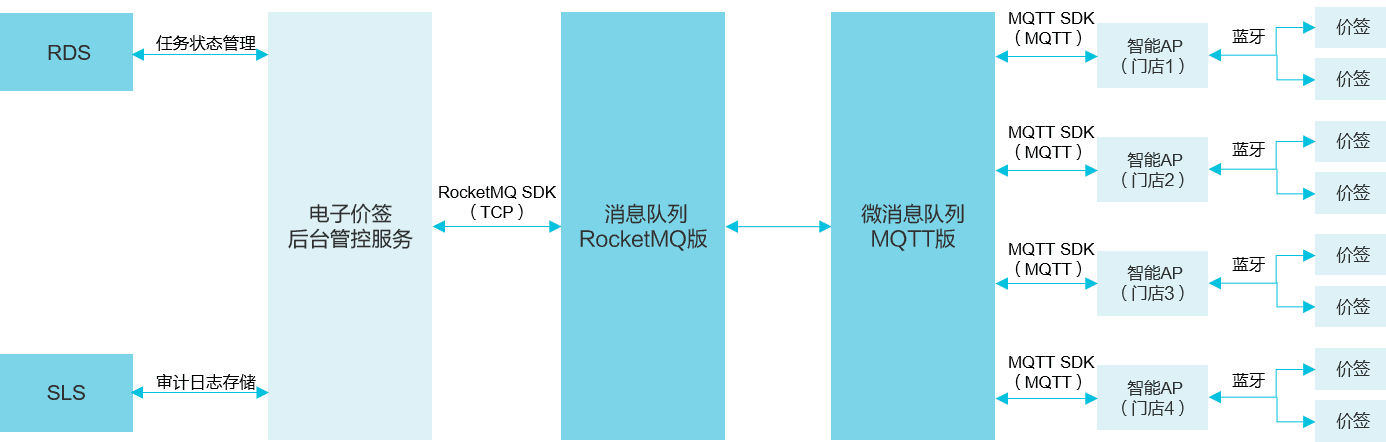 RDS
任务状态管理
SLS
审计日志存储
电子价签
后台管控服务
RocketMQ SDK
（TCP）
消息队列
RocketMQ版
微消息队列
MQTT版
MQTT SDK
（MQTT）
智能AP
（门店1）
蓝牙
价签
价签
MQTT SDK
（MQTT）
智能AP
（门店2）
蓝牙
价签
价签
MQTT SDK
（MQTT）
智能AP
（门店3）
蓝牙
价签
价签
MQTT SDK
（MQTT）
智能AP
（门店4）
蓝牙
价签
价签